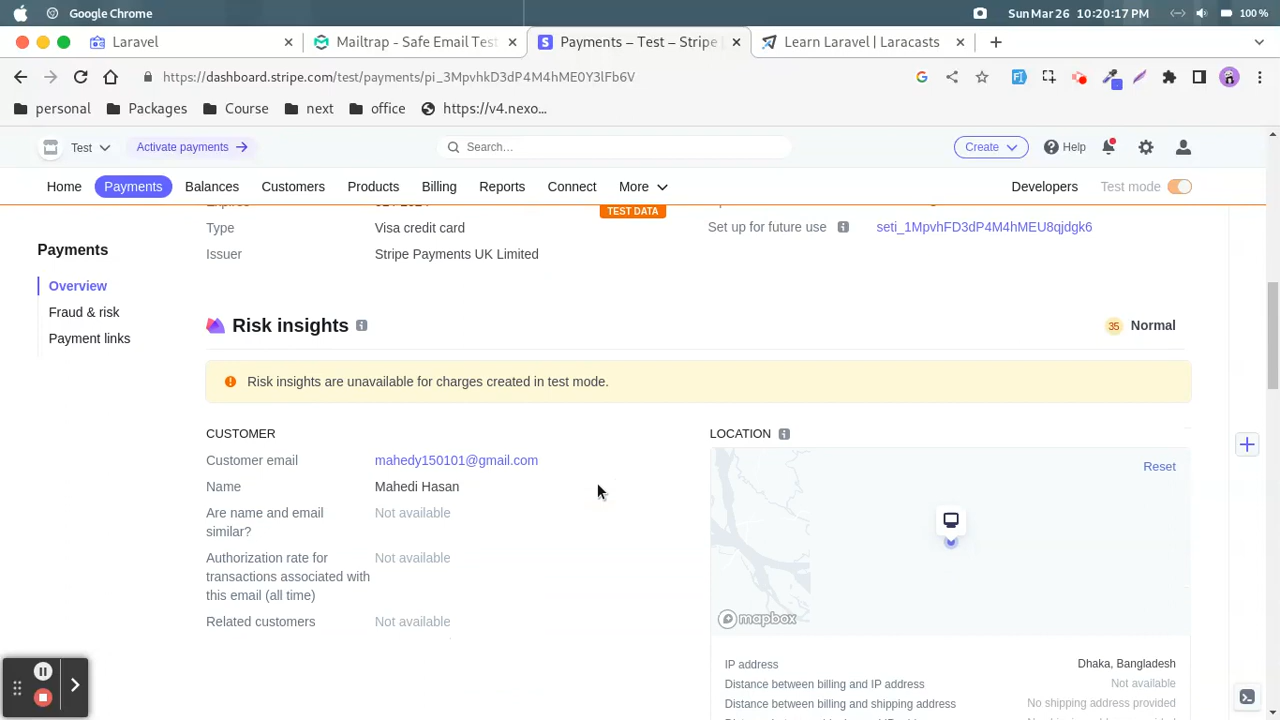 Google Chrome
Sun Mar 26 10:20:17 PM
100 %
Laravel
Mailtrap - Safe Email Test
Payments – Test – Stripe
Learn Laravel | Laracasts
https://dashboard.stripe.com/test/payments/pi_3MpvhkD3dP4M4hME0Y3lFb6V
personal
Packages
Course
next
office
https://v4.nexo...
Test
Activate payments
Search...
Create
Help
Home
Payments
Balances
Customers
Products
Billing
Reports
Connect
More
Developers
Test mode
TEST DATA
Type
Visa credit card
Set up for future use
seti_1MpvhFD3dP4M4hMEU8qjdgk6
Issuer
Stripe Payments UK Limited
Payments
Overview
Fraud & risk
Payment links
Risk insights
35
Normal
Risk insights are unavailable for charges created in test mode.
CUSTOMER
Customer email
mahedy150101@gmail.com
Name
Mahedi Hasan
Are name and email
similar?
Not available
Authorization rate for
transactions associated with
this email (all time)
Not available
Related customers
Not available
LOCATION
Reset
mapbox
IP address
Dhaka, Bangladesh
Distance between billing and IP address
Not available
Distance between billing and shipping address
No shipping address provided